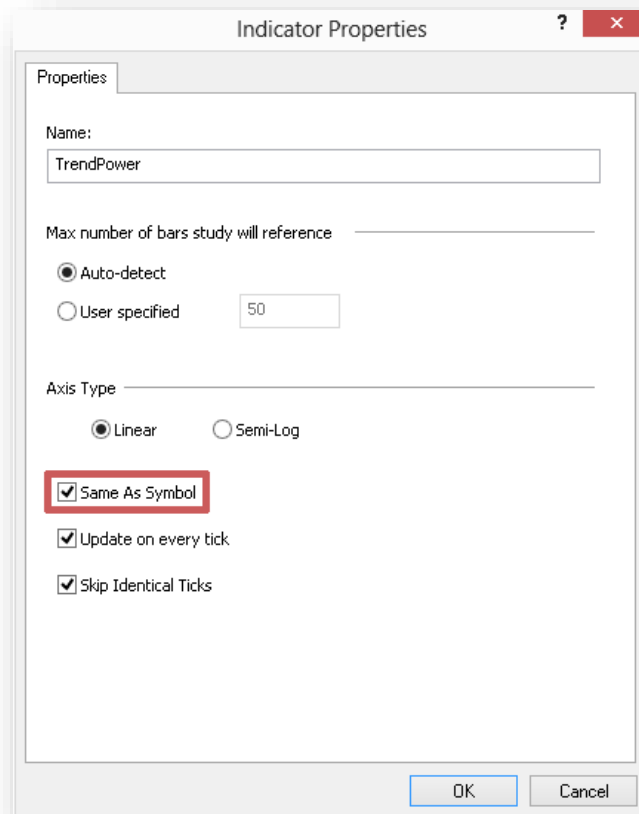 Indicator Properties
?
Properties
Name:
TrendPower
Max number of bars study will reference
Auto-detect
User specified 50
Axis Type
Linear Semi-Log
Same As Symbol
Update on every tick
Skip Identical Ticks
OK Cancel